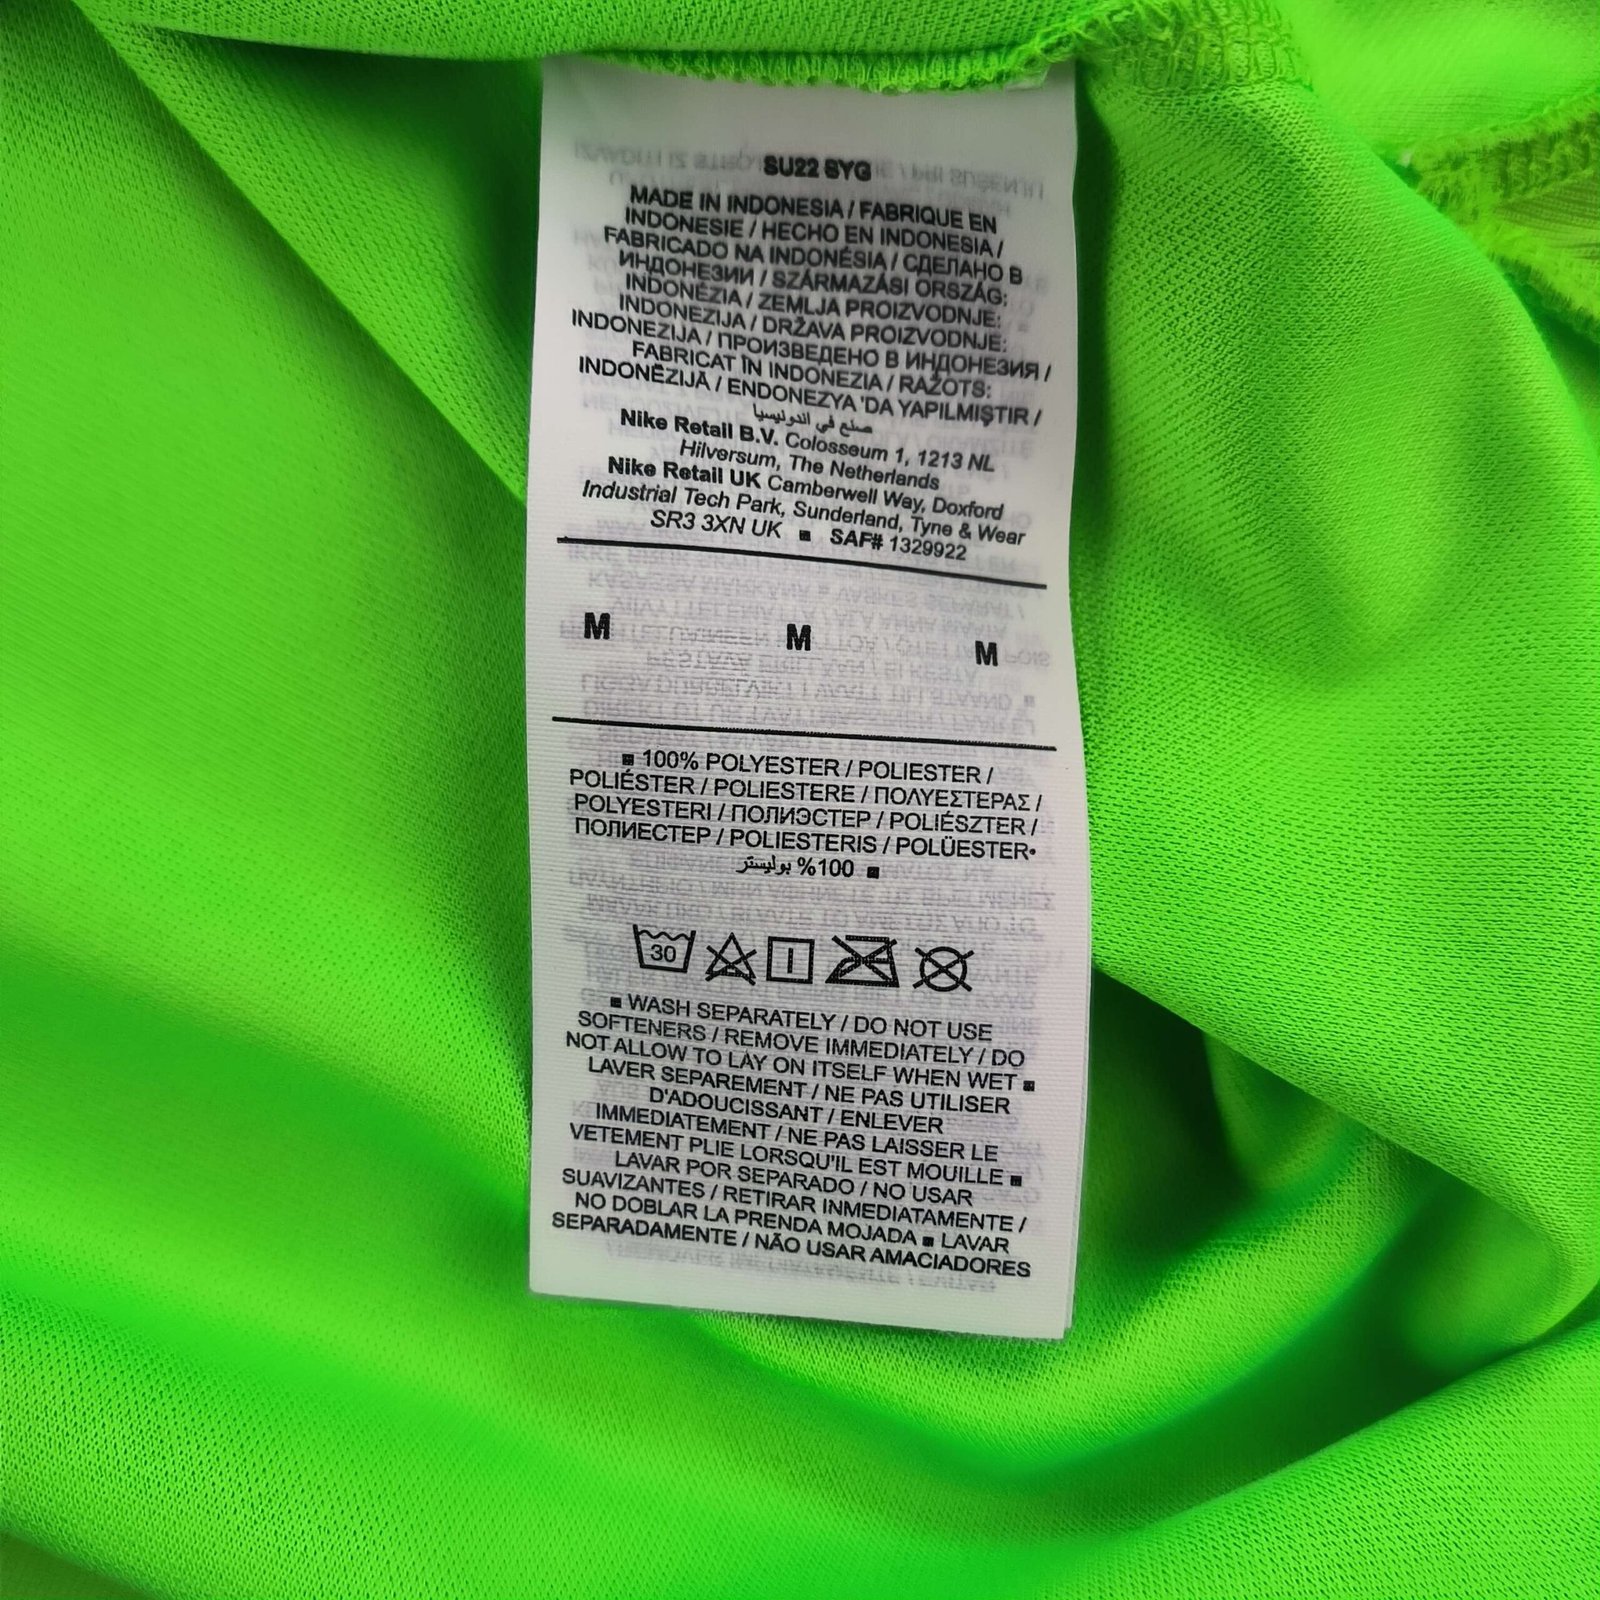 SU22 SYG
MADE IN INDONESIA / FABRIQUE EN
INDONESIE / HECHO EN INDONESIA /
FABRICADO NA INDONÉSIA / СДЕЛАНО В
ИНДОНЕЗИИ / SZÁRMAZÁSI ORSZÁG:
INDONÉZIA / ZEMLJA PROIZVODNJE:
INDONEZIJA / DRŽAVA PROIZVODNJE:
INDONEZIJA / ПРОИЗВЕДЕНО В ИНДОНЕЗИЯ /
FABRICAT ÎN INDONEZIA / RAŽOTS:
INDONĒZIJĀ / ENDONEZYA 'DA YAPILMIŞTIR /
صنع في اندونيسيا
Nike Retail B.V. Colosseum 1, 1213 NL
Hilversum, The Netherlands
Nike Retail UK Camberwell Way, Doxford
Industrial Tech Park, Sunderland, Tyne & Wear
SR3 3XN UK ■ SAF# 1329922
M M M
■ 100% POLYESTER / POLIESTER /
POLIÉSTER / POLIESTERE / ΠΟΛΥΕΣΤΕΡΑΣ /
POLYESTERI / ПОЛИЭСТЕР / POLIÉSZTER /
ПОЛИЕСТЕР / POLIESTERIS / POLÜESTER•
100% بوليستر ■
30
■ WASH SEPARATELY / DO NOT USE
SOFTENERS / REMOVE IMMEDIATELY / DO
NOT ALLOW TO LAY ON ITSELF WHEN WET ■
LAVER SEPAREMENT / NE PAS UTILISER
D'ADOUCISSANT / ENLEVER
IMMEDIATEMENT / NE PAS LAISSER LE
VETEMENT PLIE LORSQU'IL EST MOUILLE ■
LAVAR POR SEPARADO / NO USAR
SUAVIZANTES / RETIRAR INMEDIATAMENTE /
NO DOBLAR LA PRENDA MOJADA ■ LAVAR
SEPARADAMENTE / NÃO USAR AMACIADORES